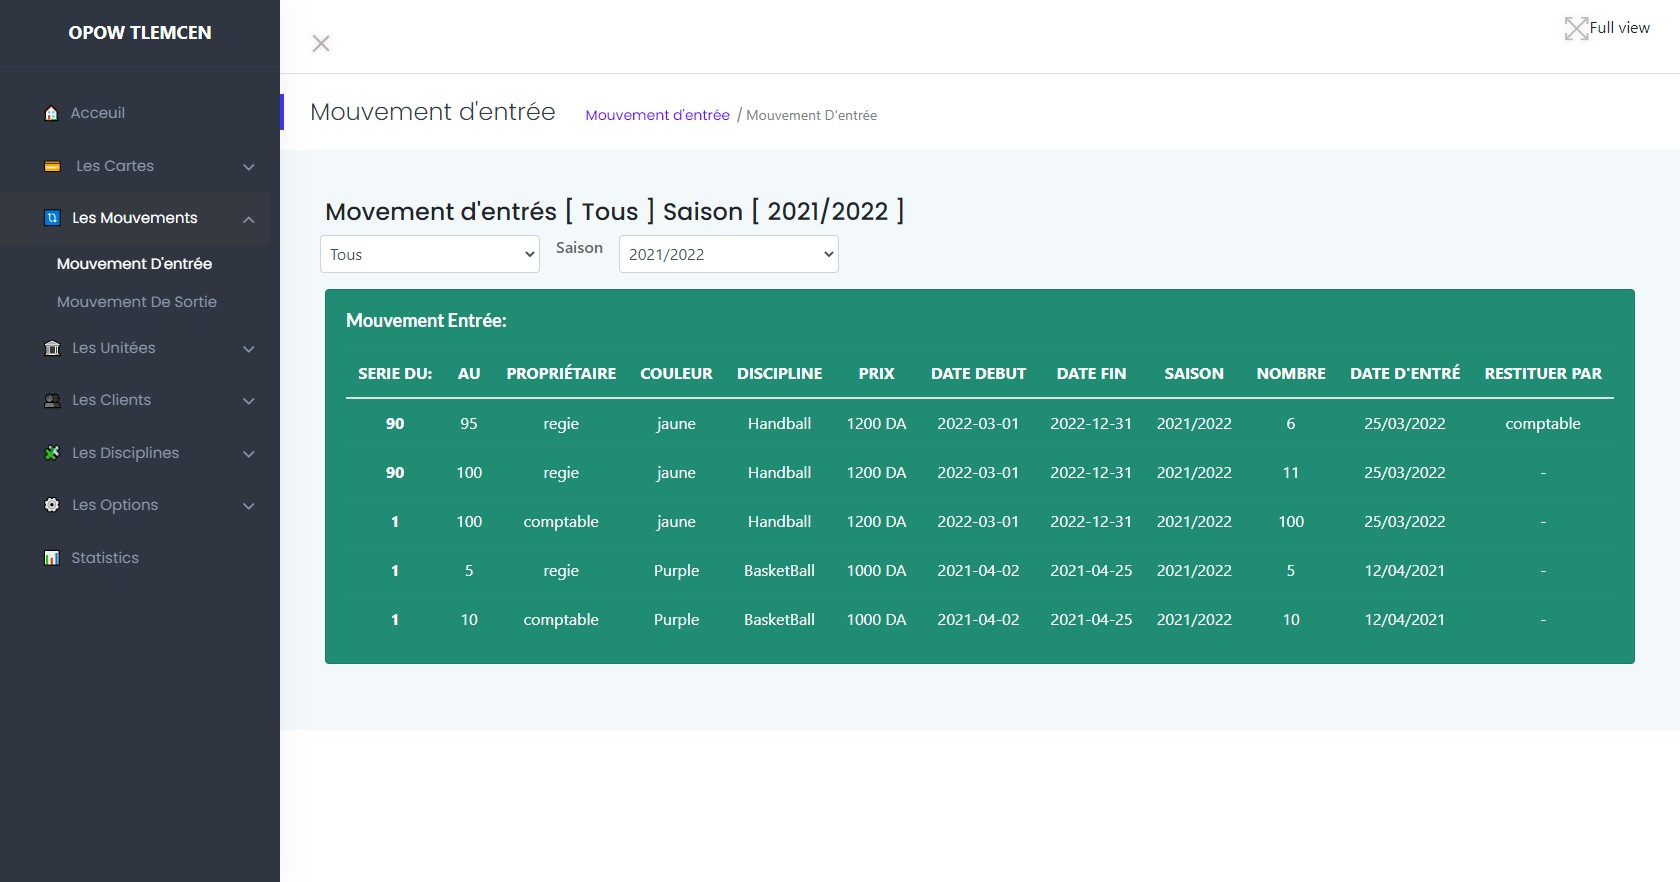 OPOW TLEMCEN
Acceuil
Les Cartes
Les Mouvements
Mouvement D'entrée
Mouvement De Sortie
Les Unitées
Les Clients
Les Disciplines
Les Options
Statistics
Full view
Mouvement d'entrée Mouvement d'entrée / Mouvement D'entrée
Movement d'entrés [ Tous ] Saison [ 2021/2022 ]
Tous Saison 2021/2022
Mouvement Entrée:
SERIE DU: AU PROPRIÉTAIRE COULEUR DISCIPLINE PRIX DATE DEBUT DATE FIN SAISON NOMBRE DATE D'ENTRÉ RESTITUER PAR
90 95 regie jaune Handball 1200 DA 2022-03-01 2022-12-31 2021/2022 6 25/03/2022 comptable
90 100 regie jaune Handball 1200 DA 2022-03-01 2022-12-31 2021/2022 11 25/03/2022 -
1 100 comptable jaune Handball 1200 DA 2022-03-01 2022-12-31 2021/2022 100 25/03/2022 -
1 5 regie Purple BasketBall 1000 DA 2021-04-02 2021-04-25 2021/2022 5 12/04/2021 -
1 10 comptable Purple BasketBall 1000 DA 2021-04-02 2021-04-25 2021/2022 10 12/04/2021 -